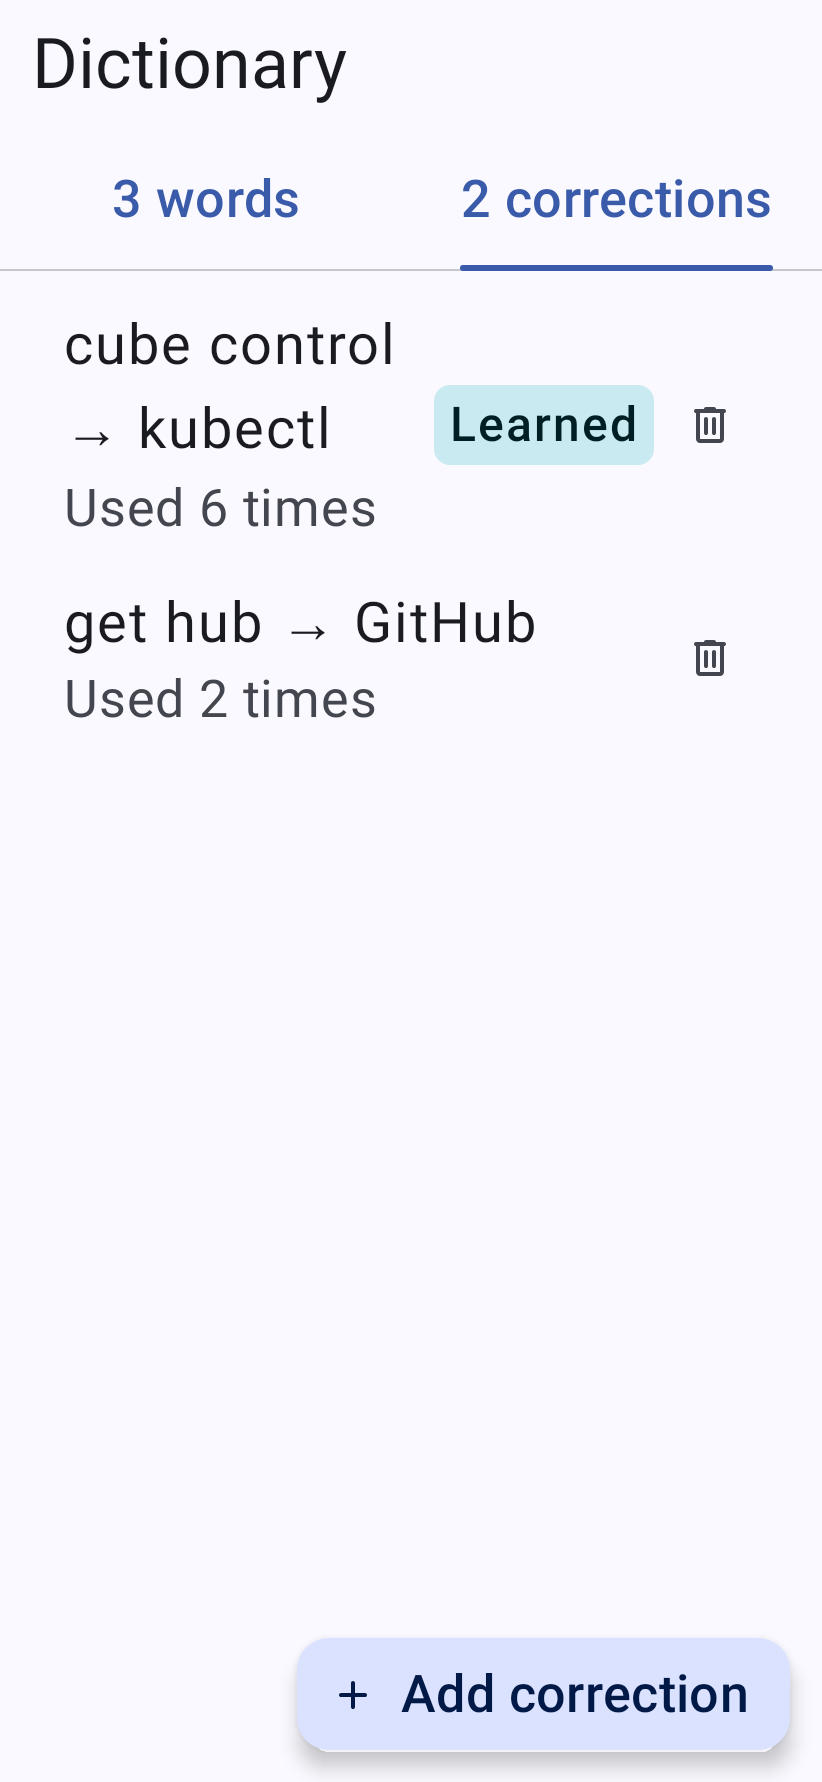 Dictionary
3 words
2 corrections
cube control
→ kubectl
Learned
Used 6 times
get hub → GitHub
Used 2 times
+ Add correction